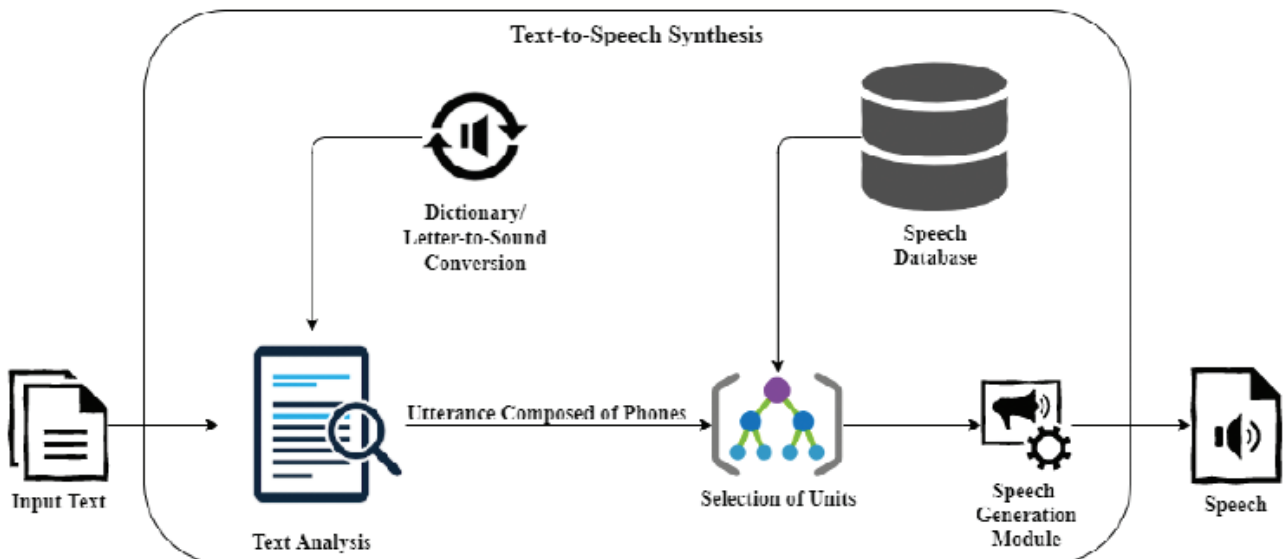 Text-to-Speech Synthesis
Dictionary/
Letter-to-Sound
Conversion
Speech
Database
Utterance Composed of Phones
Input Text
Text Analysis
Selection of Units
Speech
Generation
Module
Speech